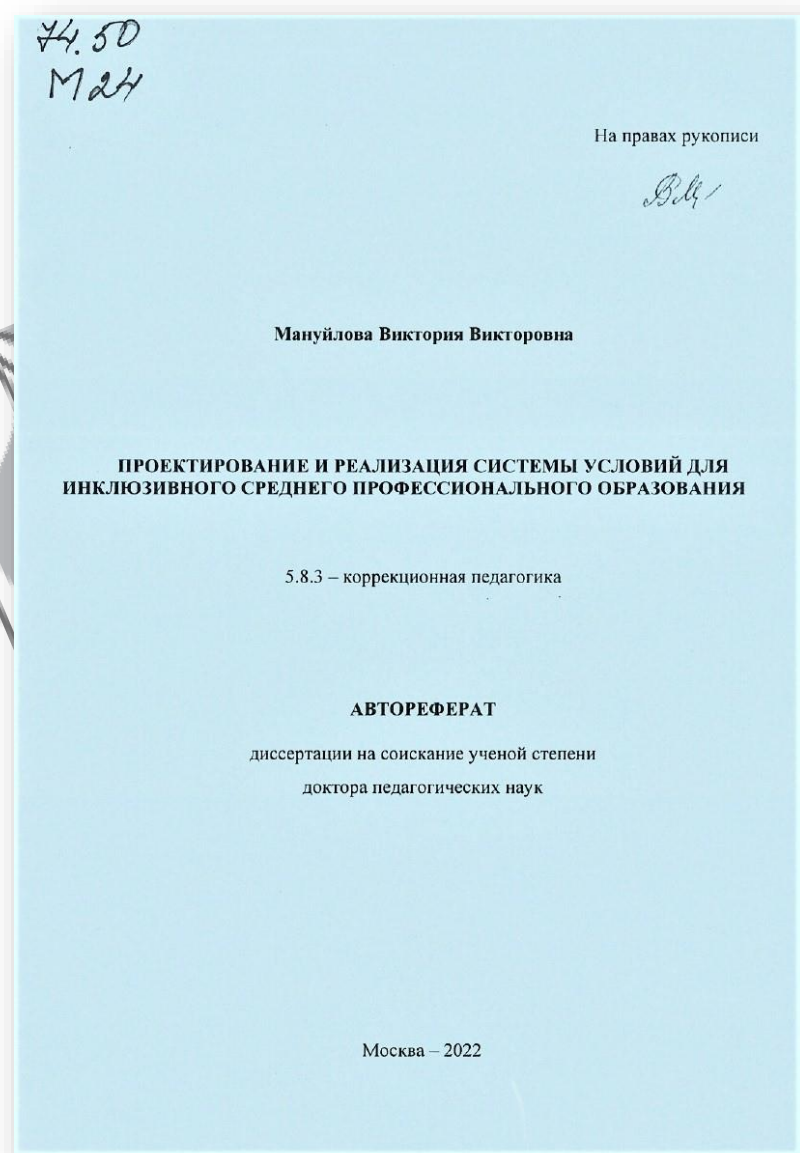 74.50
М24
На правах рукописи
Мануйлова Виктория Викторовна
ПРОЕКТИРОВАНИЕ И РЕАЛИЗАЦИЯ СИСТЕМЫ УСЛОВИЙ ДЛЯ
ИНКЛЮЗИВНОГО СРЕДНЕГО ПРОФЕССИОНАЛЬНОГО ОБРАЗОВАНИЯ
5.8.3 – коррекционная педагогика
АВТОРЕФЕРАТ
диссертации на соискание ученой степени
доктора педагогических наук
Москва – 2022